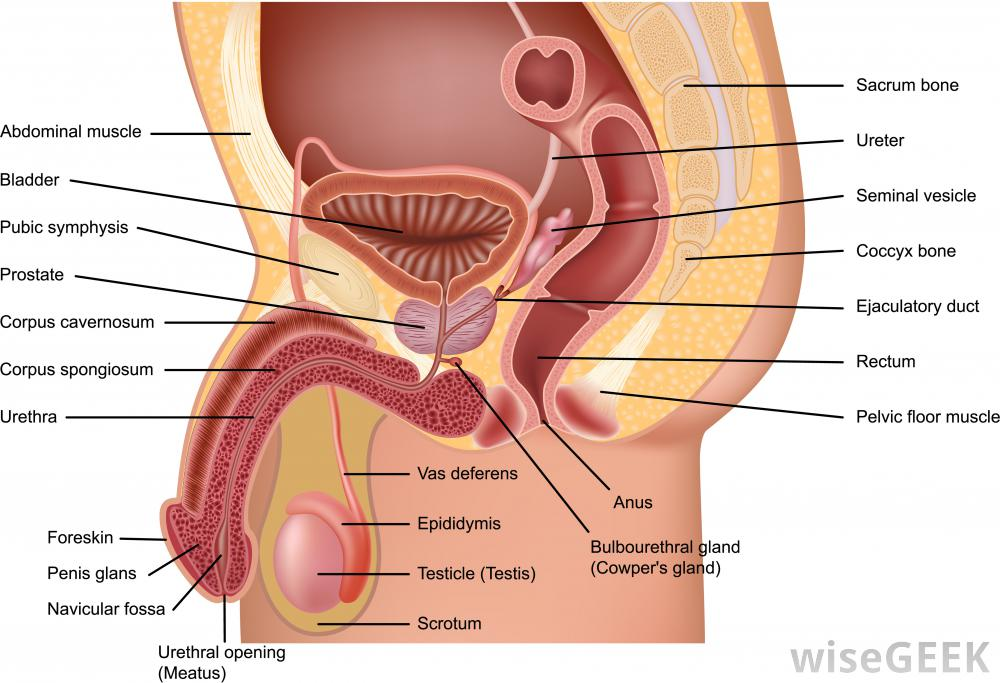 Abdominal muscle
Bladder
Pubic symphysis
Prostate
Corpus cavernosum
Corpus spongiosum
Urethra
Foreskin
Penis glans
Navicular fossa
Urethral opening
(Meatus)
Vas deferens
Epididymis
Testicle (Testis)
Scrotum
Sacrum bone
Ureter
Seminal vesicle
Coccyx bone
Ejaculatory duct
Rectum
Pelvic floor muscle
Anus
Bulbourethral gland
(Cowper's gland)
wiseGEEK